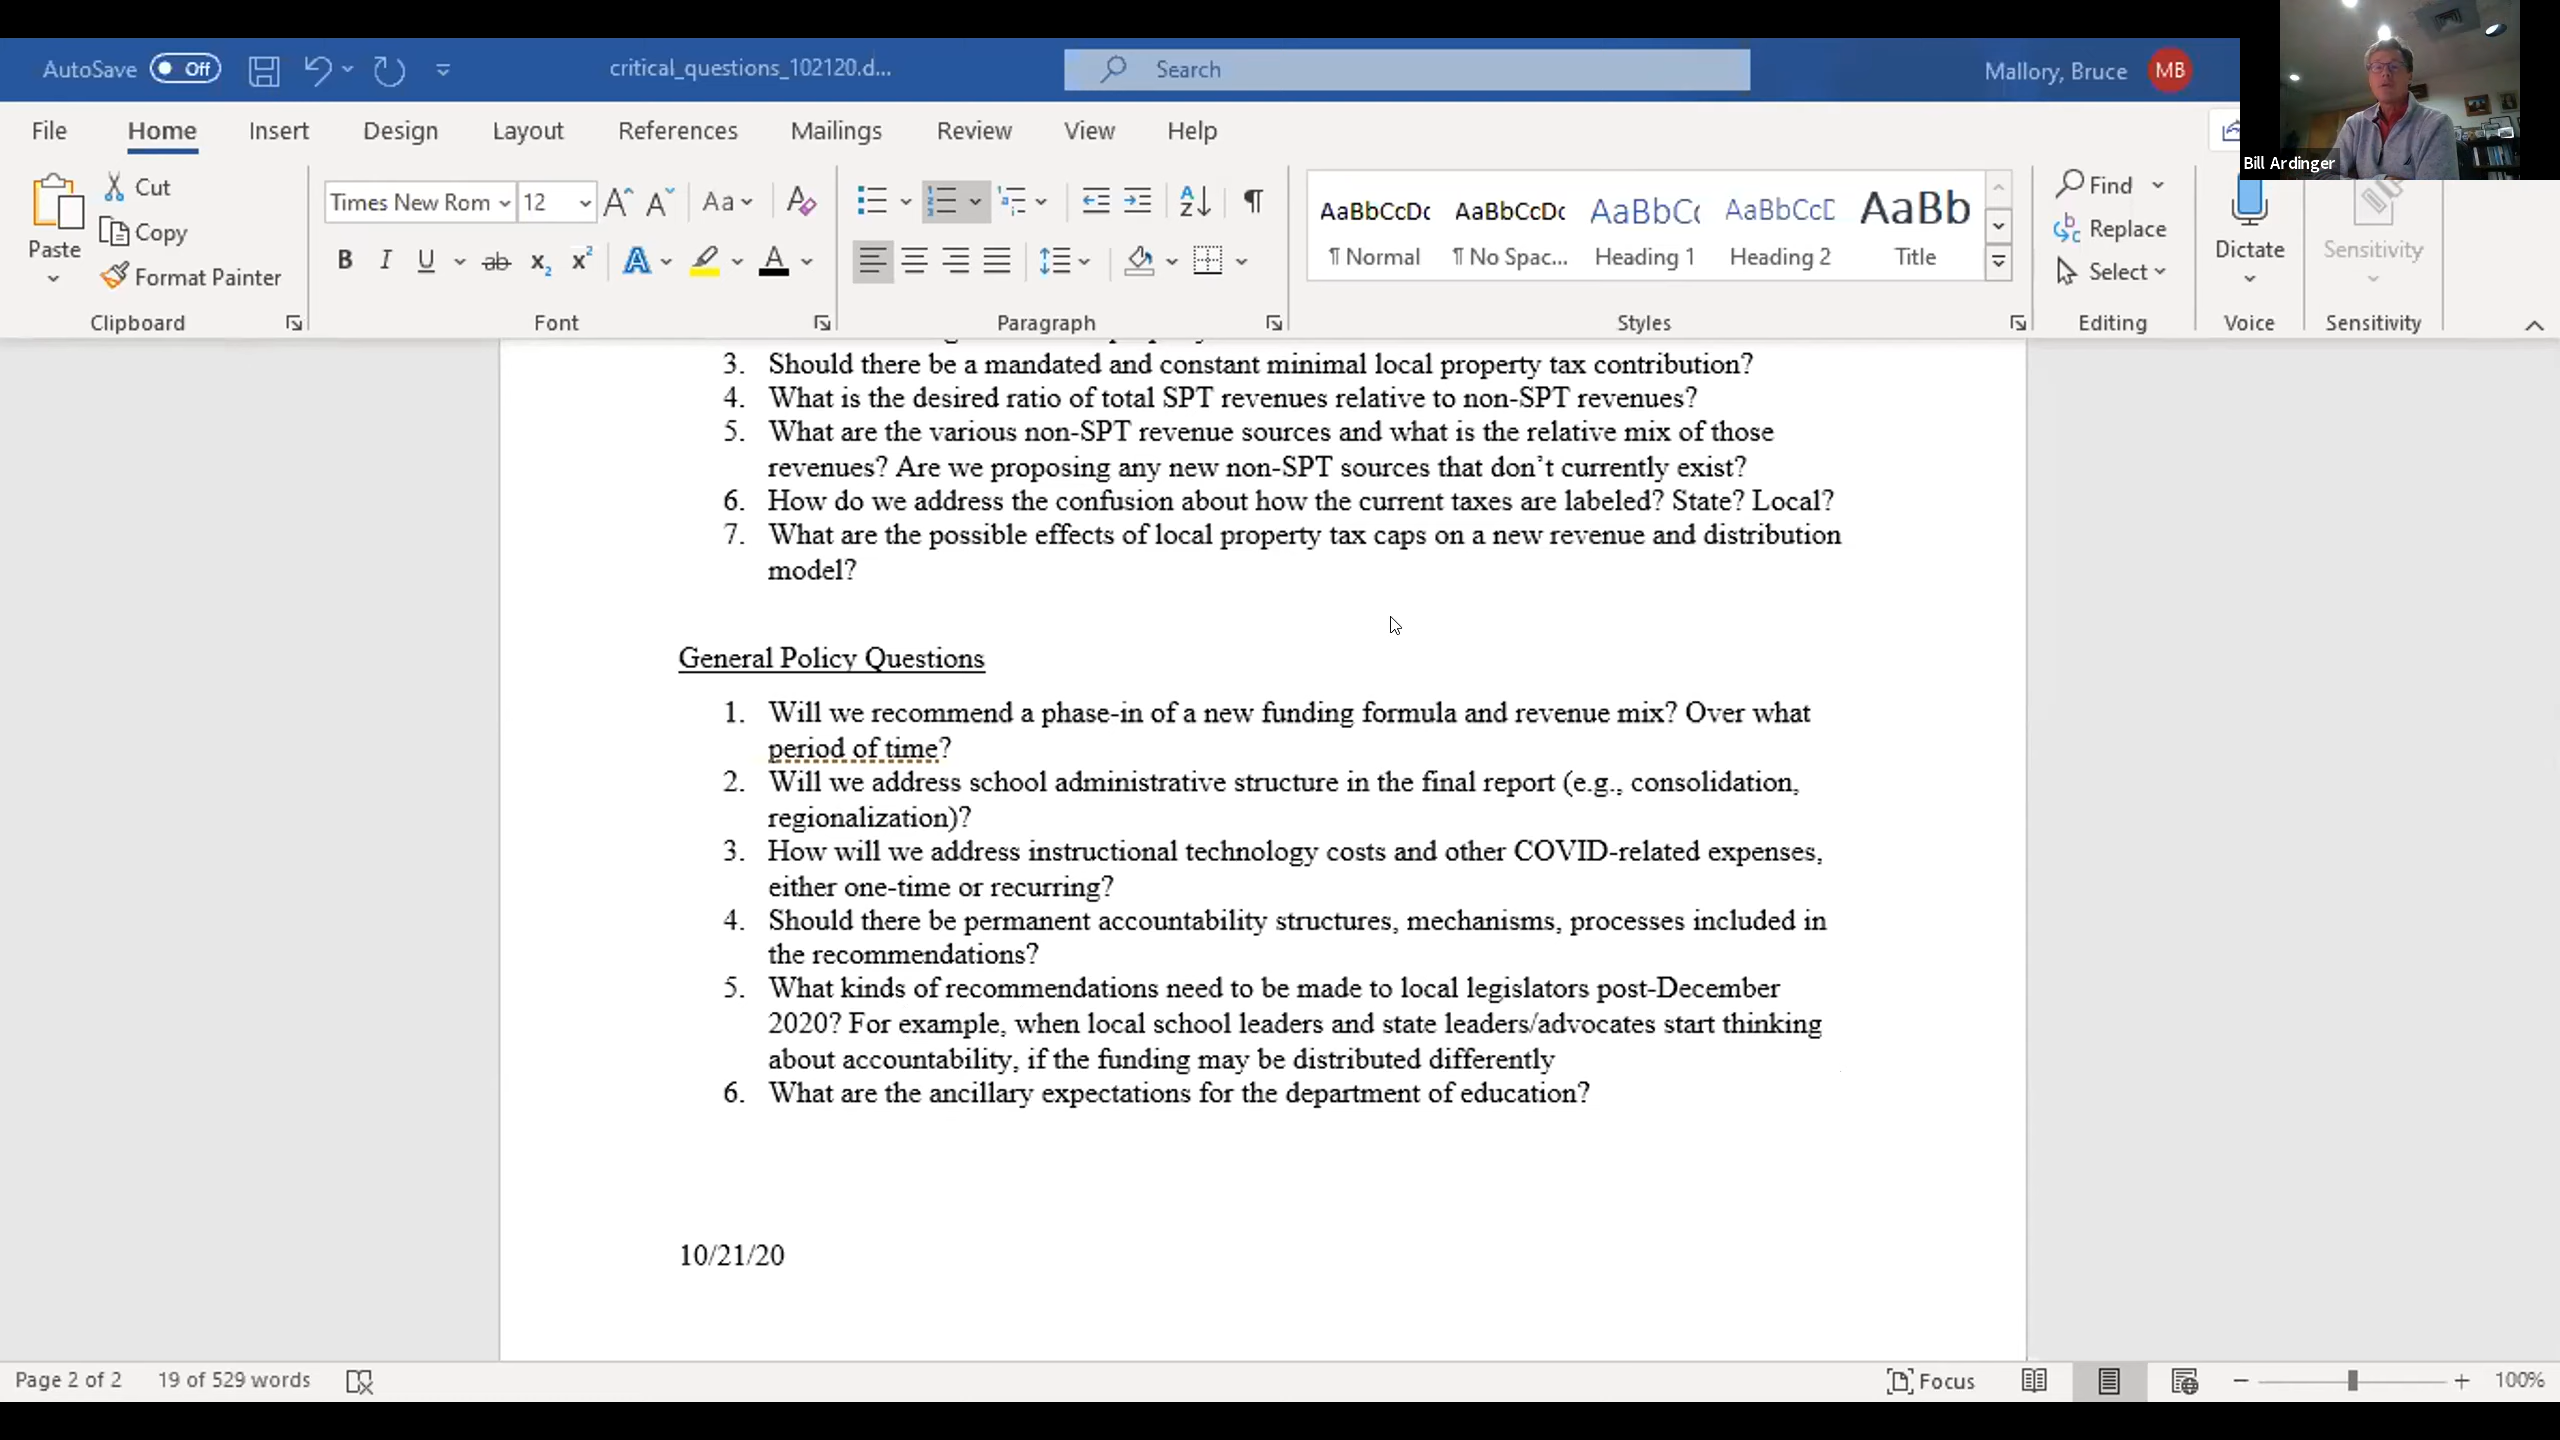 AutoSave Off critical_questions_102120.d... Search Mallory, Bruce MB
Bill Ardinger
File Home Insert Design Layout References Mailings Review View Help
Paste Cut Copy Format Painter
Times New Rom 12 Aa
B I U ab x2 x2 A A
AaBbCcDc AaBbCcDc AaBbC( AaBbCcE AaBb
¶ Normal ¶ No Spac... Heading 1 Heading 2 Title
Find Replace Select
Dictate Sensitivity
Clipboard Font Paragraph Styles Editing Voice Sensitivity
3. Should there be a mandated and constant minimal local property tax contribution?
4. What is the desired ratio of total SPT revenues relative to non-SPT revenues?
5. What are the various non-SPT revenue sources and what is the relative mix of those
revenues? Are we proposing any new non-SPT sources that don't currently exist?
6. How do we address the confusion about how the current taxes are labeled? State? Local?
7. What are the possible effects of local property tax caps on a new revenue and distribution
model?
General Policy Questions
1. Will we recommend a phase-in of a new funding formula and revenue mix? Over what
period of time?
2. Will we address school administrative structure in the final report (e.g., consolidation,
regionalization)?
3. How will we address instructional technology costs and other COVID-related expenses,
either one-time or recurring?
4. Should there be permanent accountability structures, mechanisms, processes included in
the recommendations?
5. What kinds of recommendations need to be made to local legislators post-December
2020? For example, when local school leaders and state leaders/advocates start thinking
about accountability, if the funding may be distributed differently
6. What are the ancillary expectations for the department of education?
10/21/20
Page 2 of 2 19 of 529 words Focus 100%